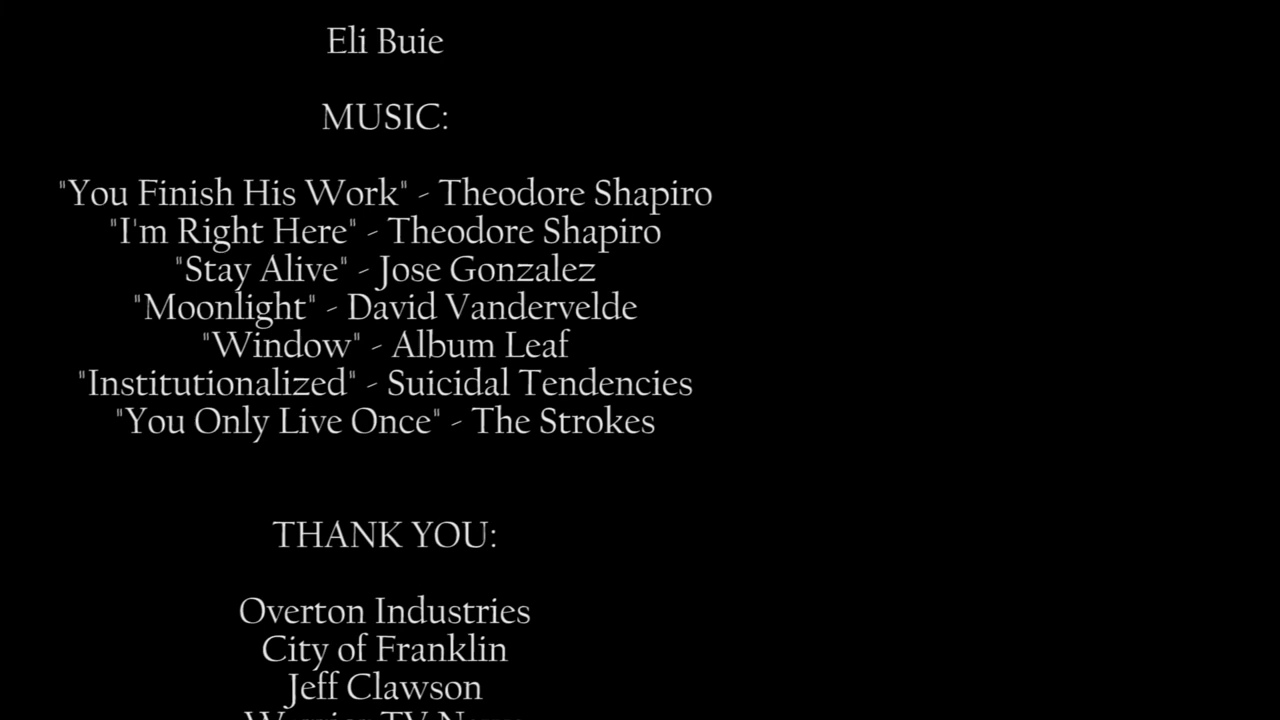 Eli Buie
MUSIC:
"You Finish His Work" - Theodore Shapiro
"I'm Right Here" - Theodore Shapiro
"Stay Alive" - Jose Gonzalez
"Moonlight" - David Vandervelde
"Window" - Album Leaf
"Institutionalized" - Suicidal Tendencies
"You Only Live Once" - The Strokes
THANK YOU:
Overton Industries
City of Franklin
Jeff Clawson